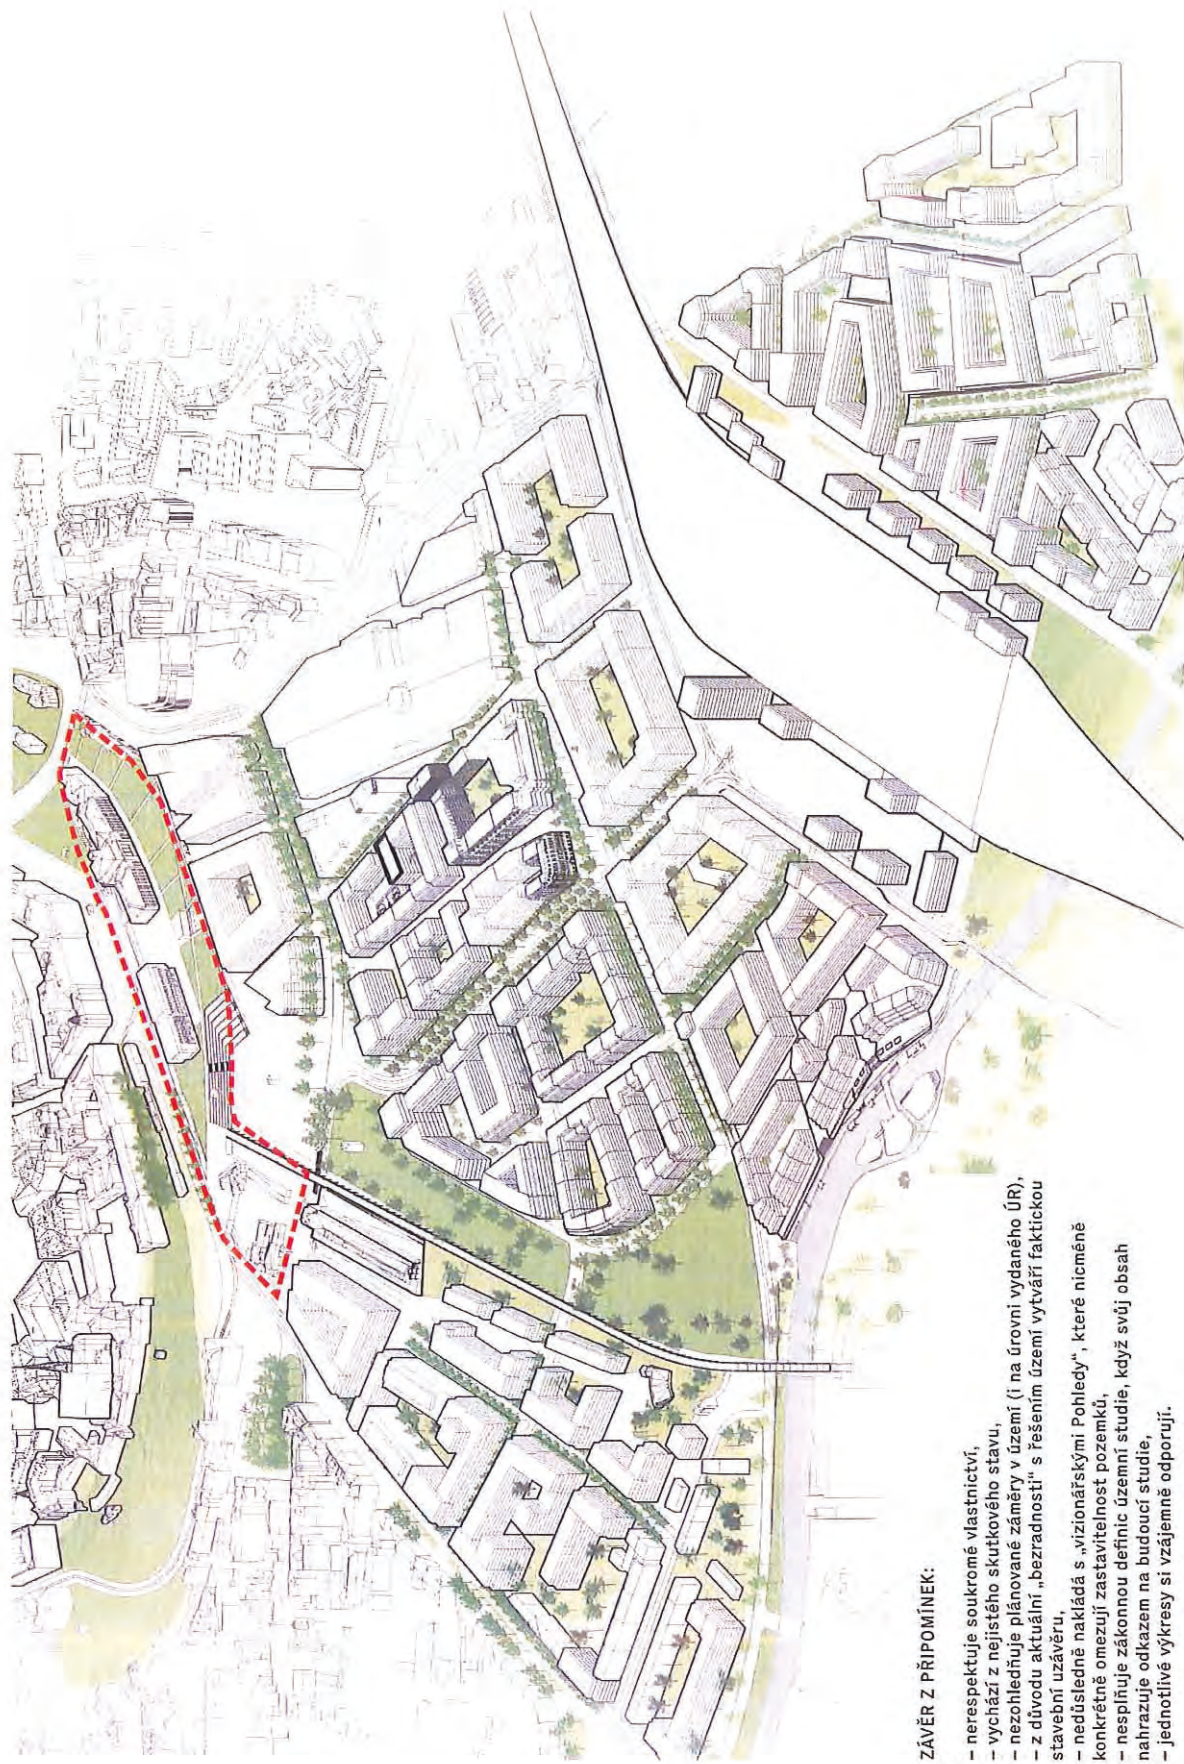 ZÁVĚR Z PŘIPOMÍNEK:
– nerespektuje soukromé vlastnictví,
– vychází z nejistého skutkového stavu,
– nezohledňuje plánované záměry v území (i na úrovni vydaného ÚR),
– z důvodu aktuální „bezradnosti“ s řešením území vytváří faktickou
stavební uzávěru,
– nedůsledně nakládá s „vizionářskými Pohledy“, které nicméně
konkrétně omezují zastavitelnost pozemků,
– nesplňuje zákonnou definic územní studie, když svůj obsah
nahrazuje odkazem na budoucí studie,
– jednotlivé výkresy si vzájemně odporují.